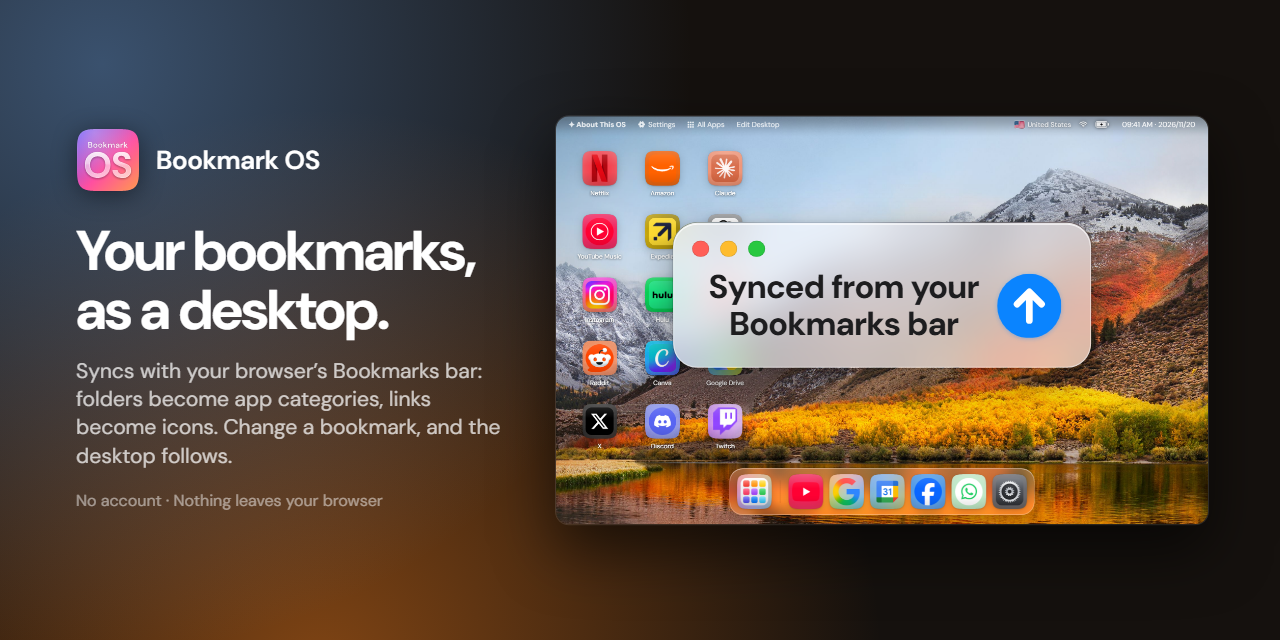 Bookmark
OS
Bookmark OS
Your bookmarks,
as a desktop.
Syncs with your browser’s Bookmarks bar:
folders become app categories, links
become icons. Change a bookmark, and the
desktop follows.
No account · Nothing leaves your browser
About This OS Settings All Apps Edit Desktop United States 09:41 AM · 2026/11/20
Netflix Amazon Claude
YouTube Music
Synced from your
Bookmarks bar
Instagram
hulu
Hulu
Reddit Canva Google Drive
X Discord Twitch
31